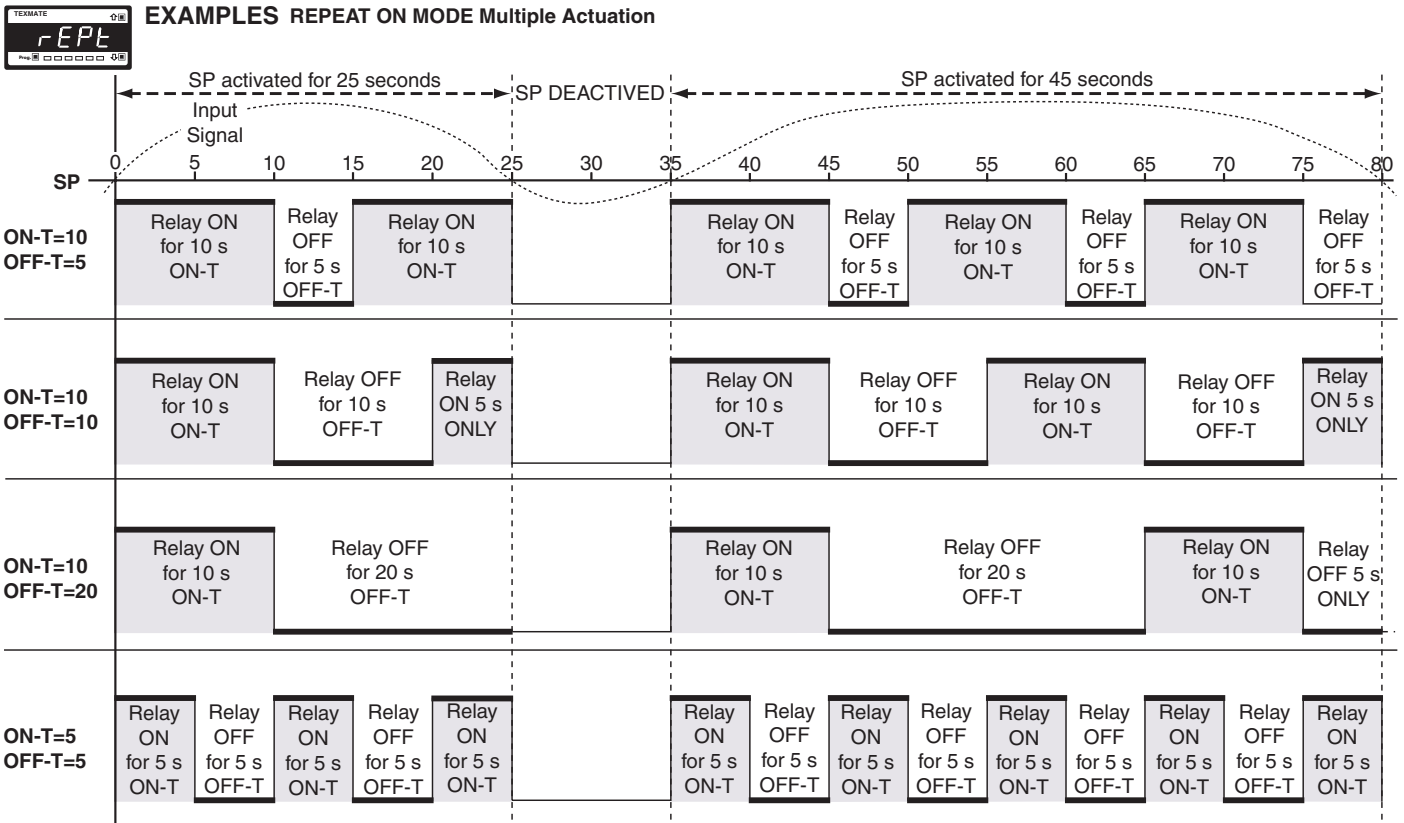 TEXMATE
rEPt
Prog.
EXAMPLES REPEAT ON MODE Multiple Actuation
SP activated for 25 seconds
SP DEACTIVED
SP activated for 45 seconds
Input
Signal
0 5 10 15 20 25 30 35 40 45 50 55 60 65 70 75 80
SP
ON-T=10
OFF-T=5
Relay ON
for 10 s
ON-T
Relay
OFF
for 5 s
OFF-T
Relay ON
for 10 s
ON-T
Relay ON
for 10 s
ON-T
Relay
OFF
for 5 s
OFF-T
Relay ON
for 10 s
ON-T
Relay
OFF
for 5 s
OFF-T
Relay ON
for 10 s
ON-T
Relay
OFF
for 5 s
OFF-T
ON-T=10
OFF-T=10
Relay ON
for 10 s
ON-T
Relay OFF
for 10 s
OFF-T
Relay
ON 5 s
ONLY
Relay ON
for 10 s
ON-T
Relay OFF
for 10 s
OFF-T
Relay ON
for 10 s
ON-T
Relay OFF
for 10 s
OFF-T
Relay
ON 5 s
ONLY
ON-T=10
OFF-T=20
Relay ON
for 10 s
ON-T
Relay OFF
for 20 s
OFF-T
Relay ON
for 10 s
ON-T
Relay OFF
for 20 s
OFF-T
Relay ON
for 10 s
ON-T
Relay
OFF 5 s
ONLY
ON-T=5
OFF-T=5
Relay
ON
for 5 s
ON-T
Relay
OFF
for 5 s
OFF-T
Relay
ON
for 5 s
ON-T
Relay
OFF
for 5 s
OFF-T
Relay
ON
for 5 s
ON-T
Relay
ON
for 5 s
ON-T
Relay
OFF
for 5 s
OFF-T
Relay
ON
for 5 s
ON-T
Relay
OFF
for 5 s
OFF-T
Relay
ON
for 5 s
ON-T
Relay
OFF
for 5 s
OFF-T
Relay
ON
for 5 s
ON-T
Relay
OFF
for 5 s
OFF-T
Relay
ON
for 5 s
ON-T